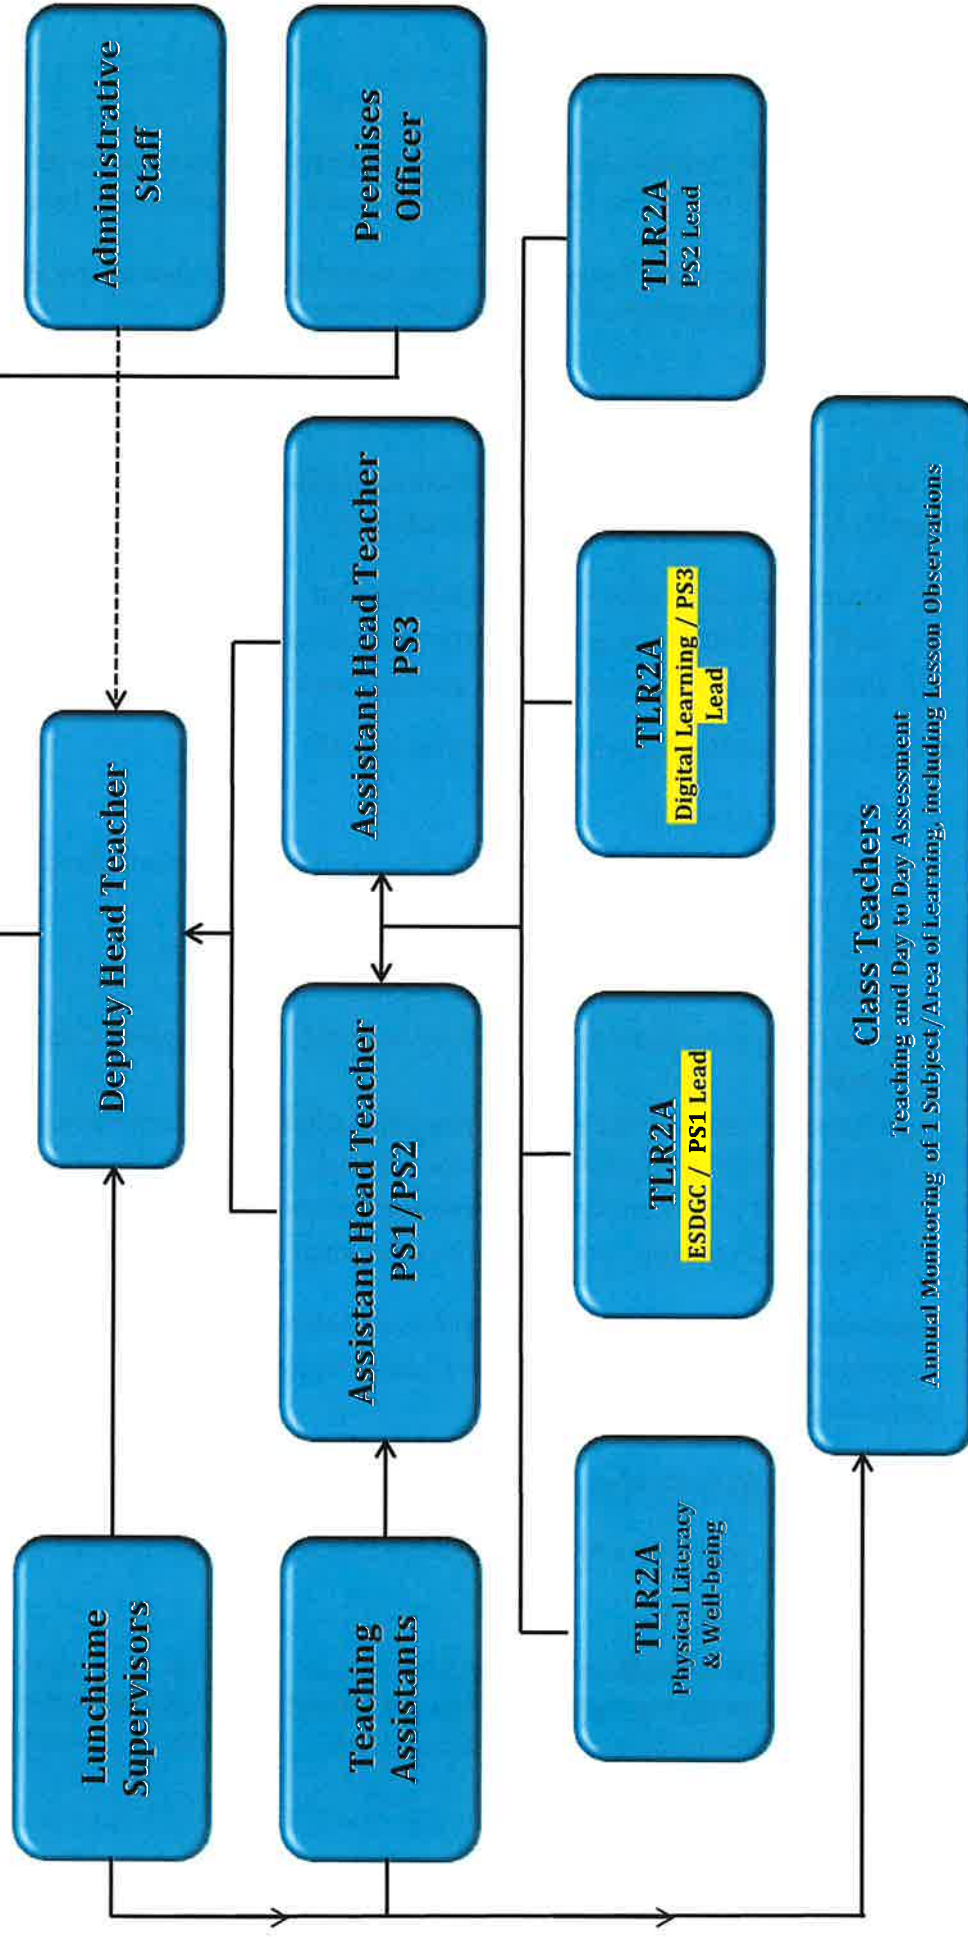 Lunchtime
Supervisors
Deputy Head Teacher
Administrative
Staff
Teaching
Assistants
Assistant Head Teacher
PS1/PS2
Assistant Head Teacher
PS3
Premises
Officer
TLR2A
Physical Literacy
& Well-being
TLR2A
ESDGC / PS1 Lead
TLR2A
Digital Learning / PS3
Lead
TLR2A
PS2 Lead
Class Teachers
Teaching and Day to Day Assessment
Annual Monitoring of 1 Subject/Area of Learning, including Lesson Observations